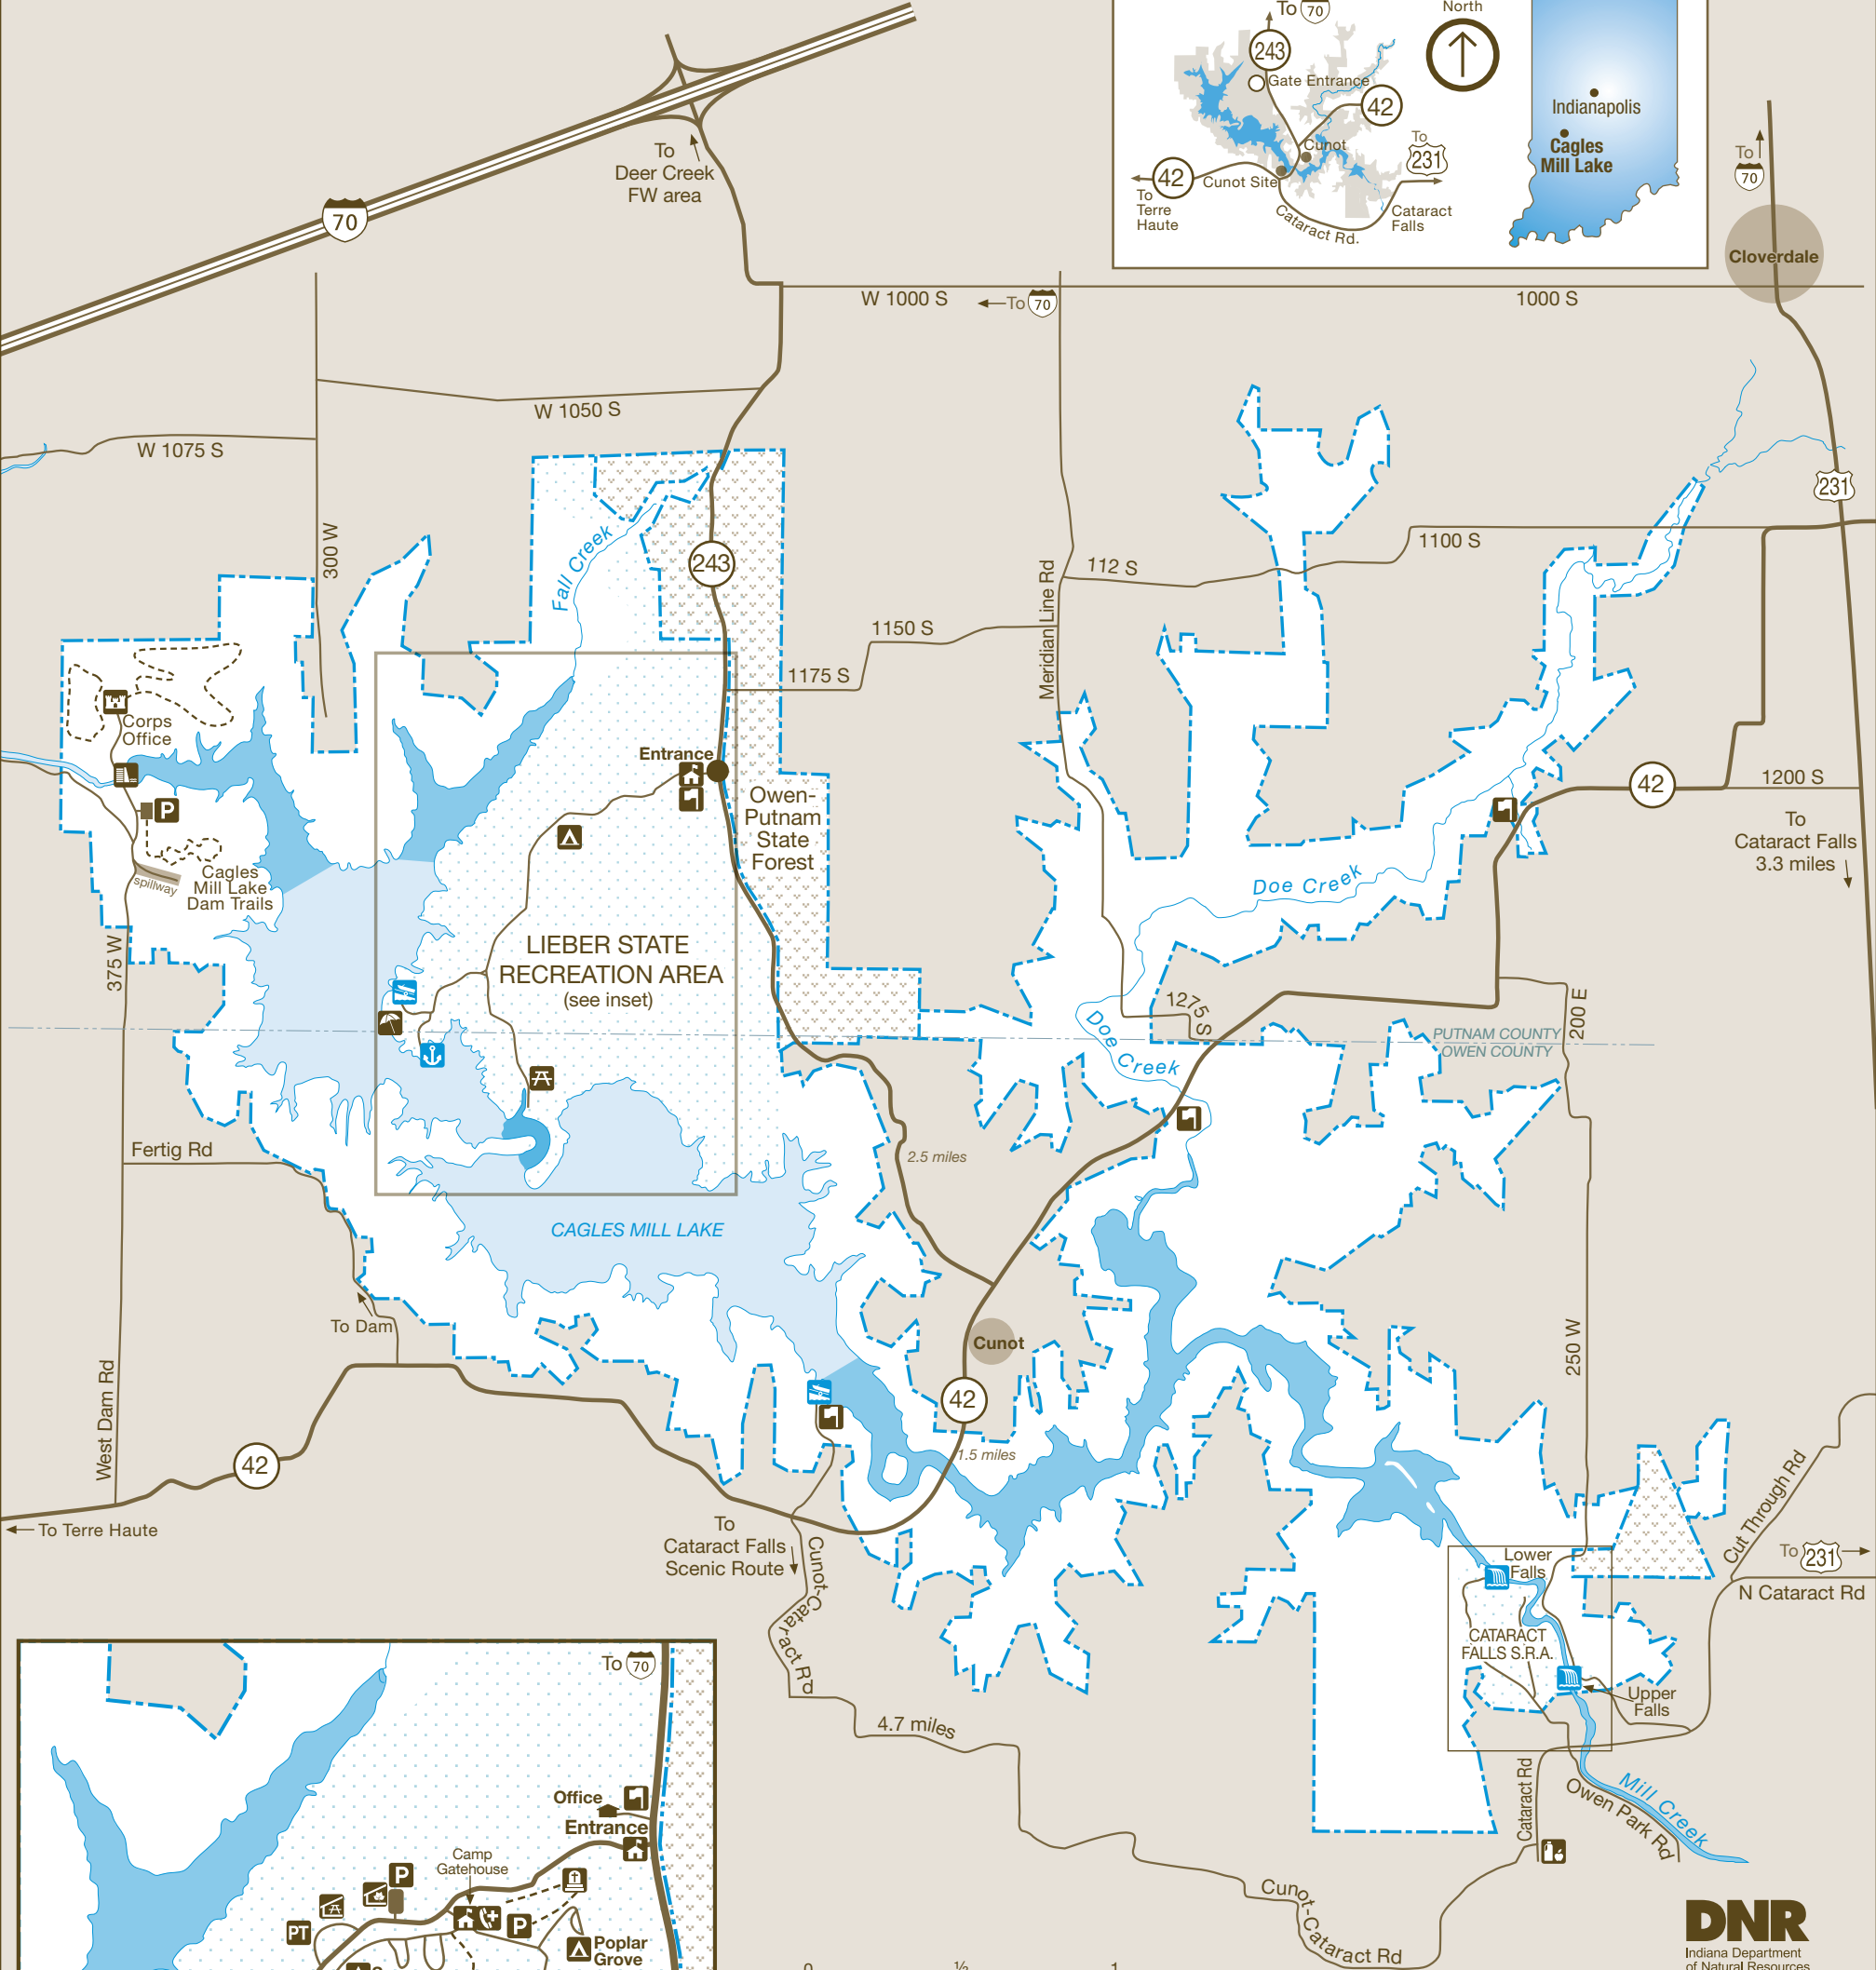 To 70
North
243
Gate Entrance
42
Cunot
To
231
42
Cunot Site
To
Terre
Haute
Cataract Rd.
Cataract
Falls
Indianapolis
Cagles
Mill Lake
To
70
Cloverdale
To
Deer Creek
FW area
70
W 1000 S
To 70
1000 S
W 1050 S
W 1075 S
231
300 W
Fall Creek
243
1100 S
112 S
Meridian Line Rd
1150 S
1175 S
Corps
Office
Entrance
Owen-
Putnam
State
Forest
42
1200 S
To
Cataract Falls
3.3 miles
P
Cagles
Mill Lake
Dam Trails
spillway
Doe Creek
375 W
LIEBER STATE
RECREATION AREA
(see inset)
1275 S
200 E
Doe Creek
PUTNAM COUNTY
OWEN COUNTY
Fertig Rd
2.5 miles
CAGLES MILL LAKE
To Dam
Cunot
250 W
West Dam Rd
42
42
1.5 miles
To Terre Haute
To
Cataract Falls
Scenic Route
Cunot-Cataract Rd
Cut Through Rd
To 231
N Cataract Rd
Lower
Falls
CATARACT
FALLS S.R.A.
Upper
Falls
4.7 miles
Cataract Rd
Owen Park Rd
Mill Creek
Cunot-Cataract Rd
To 70
Office
Entrance
Camp
Gatehouse
P
PT
P
Poplar
Grove
0 ½ 1
DNR
Indiana Department
of Natural Resources